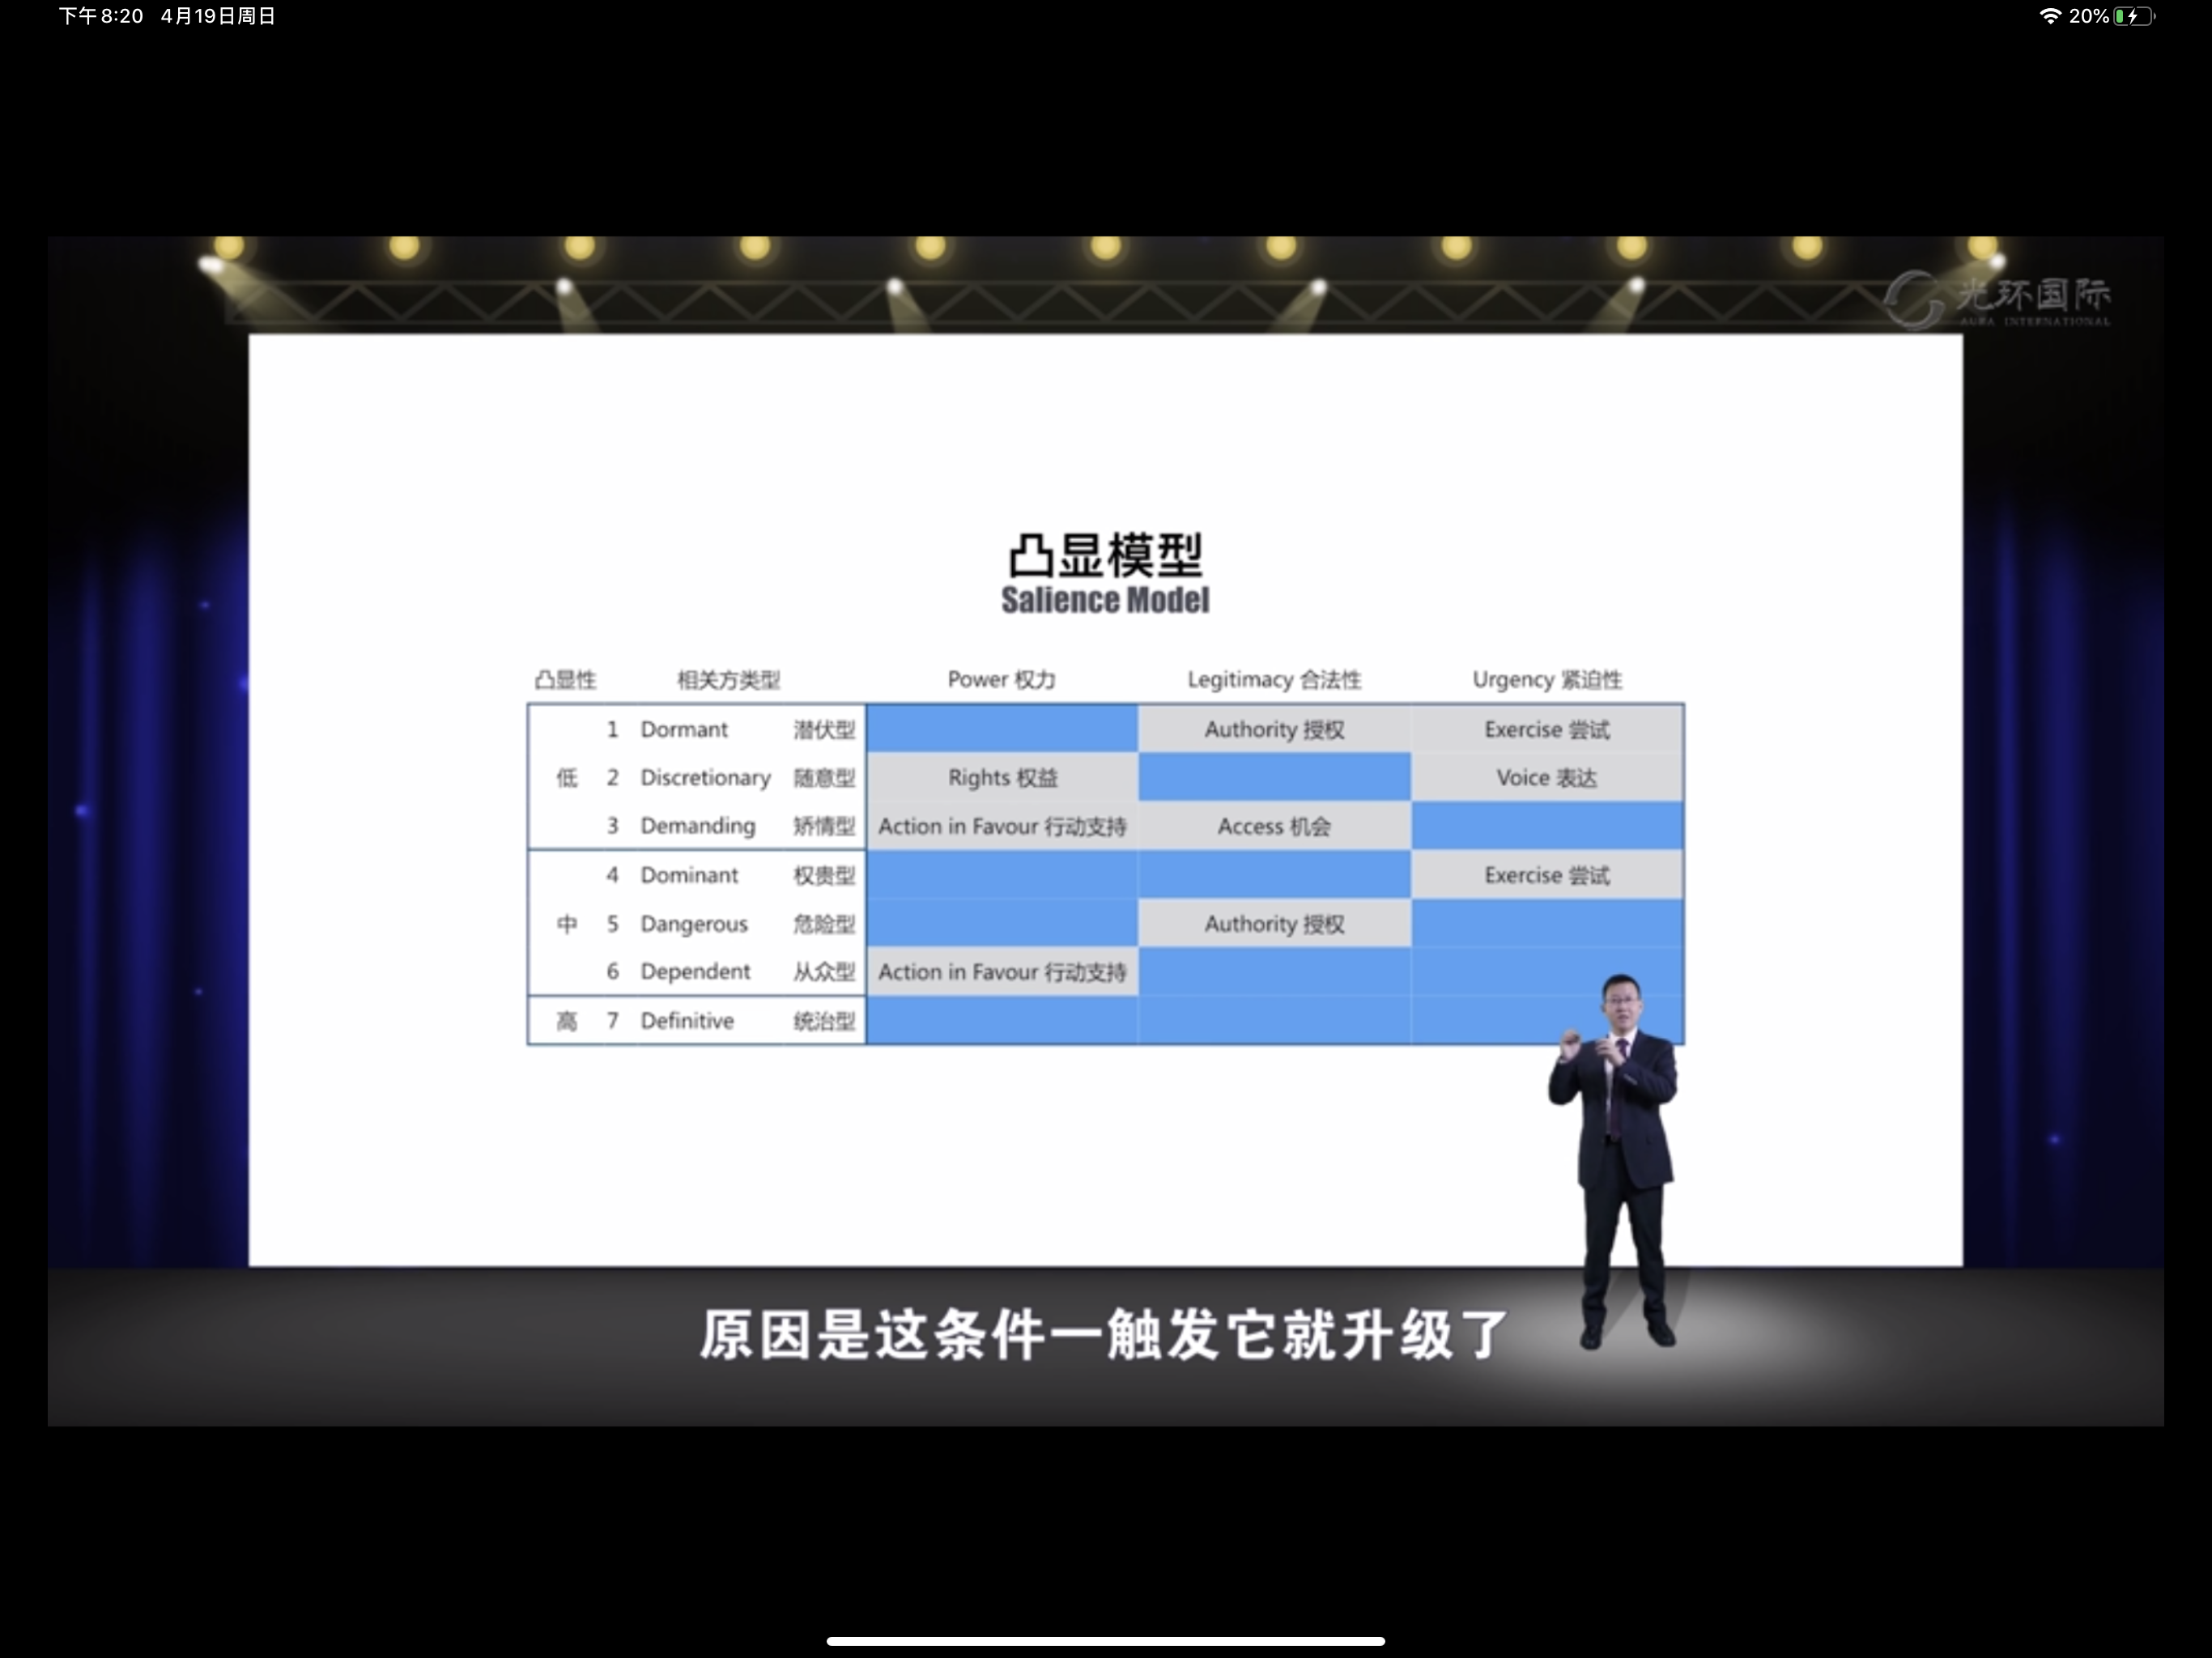 下午8:20 4月19日周日
20%
光环国际
AURA INTERNATIONAL
凸显模型
Salience Model
凸显性 相关方类型 Power 权力 Legitimacy 合法性 Urgency 紧迫性
1 Dormant 潜伏型 Authority 授权 Exercise 尝试
低 2 Discretionary 随意型 Rights 权益 Voice 表达
3 Demanding 矫情型 Action in Favour 行动支持 Access 机会
4 Dominant 权贵型 Exercise 尝试
中 5 Dangerous 危险型 Authority 授权
6 Dependent 从众型 Action in Favour 行动支持
高 7 Definitive 统治型
原因是这条件一触发它就升级了